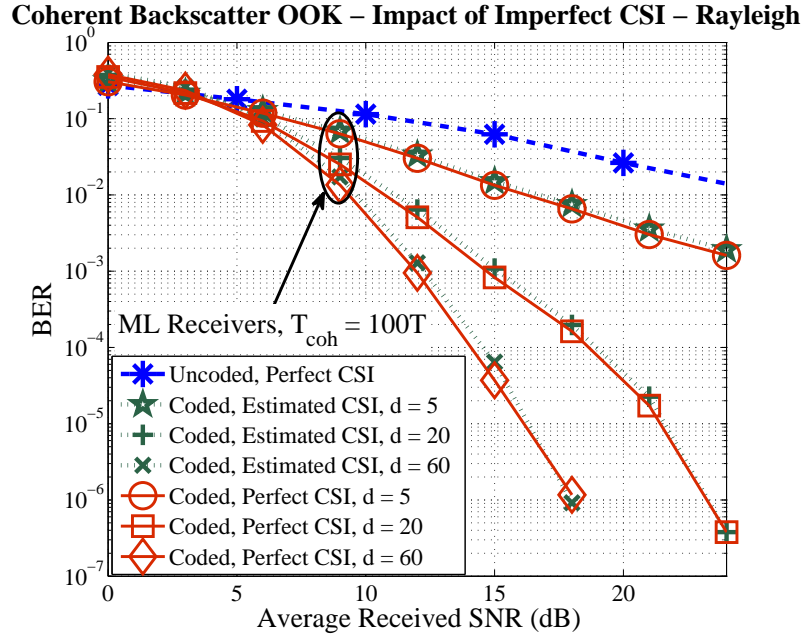 Coherent Backscatter OOK – Impact of Imperfect CSI – Rayleigh
10^0
10^-1
10^-2
10^-3
10^-4
10^-5
10^-6
10^-7
BER
ML Receivers, T_coh = 100T
Uncoded, Perfect CSI
Coded, Estimated CSI, d = 5
Coded, Estimated CSI, d = 20
Coded, Estimated CSI, d = 60
Coded, Perfect CSI, d = 5
Coded, Perfect CSI, d = 20
Coded, Perfect CSI, d = 60
0 5 10 15 20
Average Received SNR (dB)